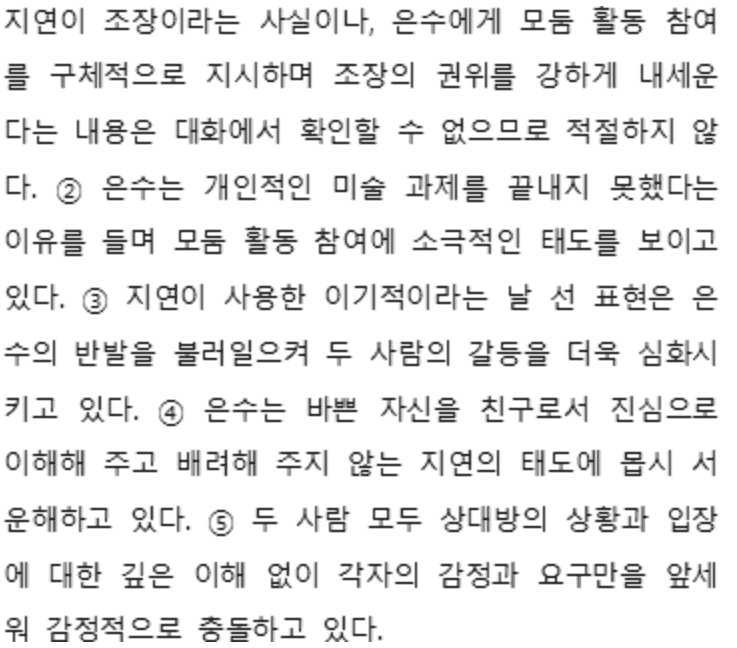 지연이 조장이라는 사실이나, 은수에게 모둠 활동 참여
를 구체적으로 지시하며 조장의 권위를 강하게 내세운
다는 내용은 대화에서 확인할 수 없으므로 적절하지 않
다. ② 은수는 개인적인 미술 과제를 끝내지 못했다는
이유를 들며 모둠 활동 참여에 소극적인 태도를 보이고
있다. ③ 지연이 사용한 이기적이라는 날 선 표현은 은
수의 반발을 불러일으켜 두 사람의 갈등을 더욱 심화시
키고 있다. ④ 은수는 바쁜 자신을 친구로서 진심으로
이해해 주고 배려해 주지 않는 지연의 태도에 몹시 서
운해하고 있다. ⑤ 두 사람 모두 상대방의 상황과 입장
에 대한 깊은 이해 없이 각자의 감정과 요구만을 앞세
워 감정적으로 충돌하고 있다.